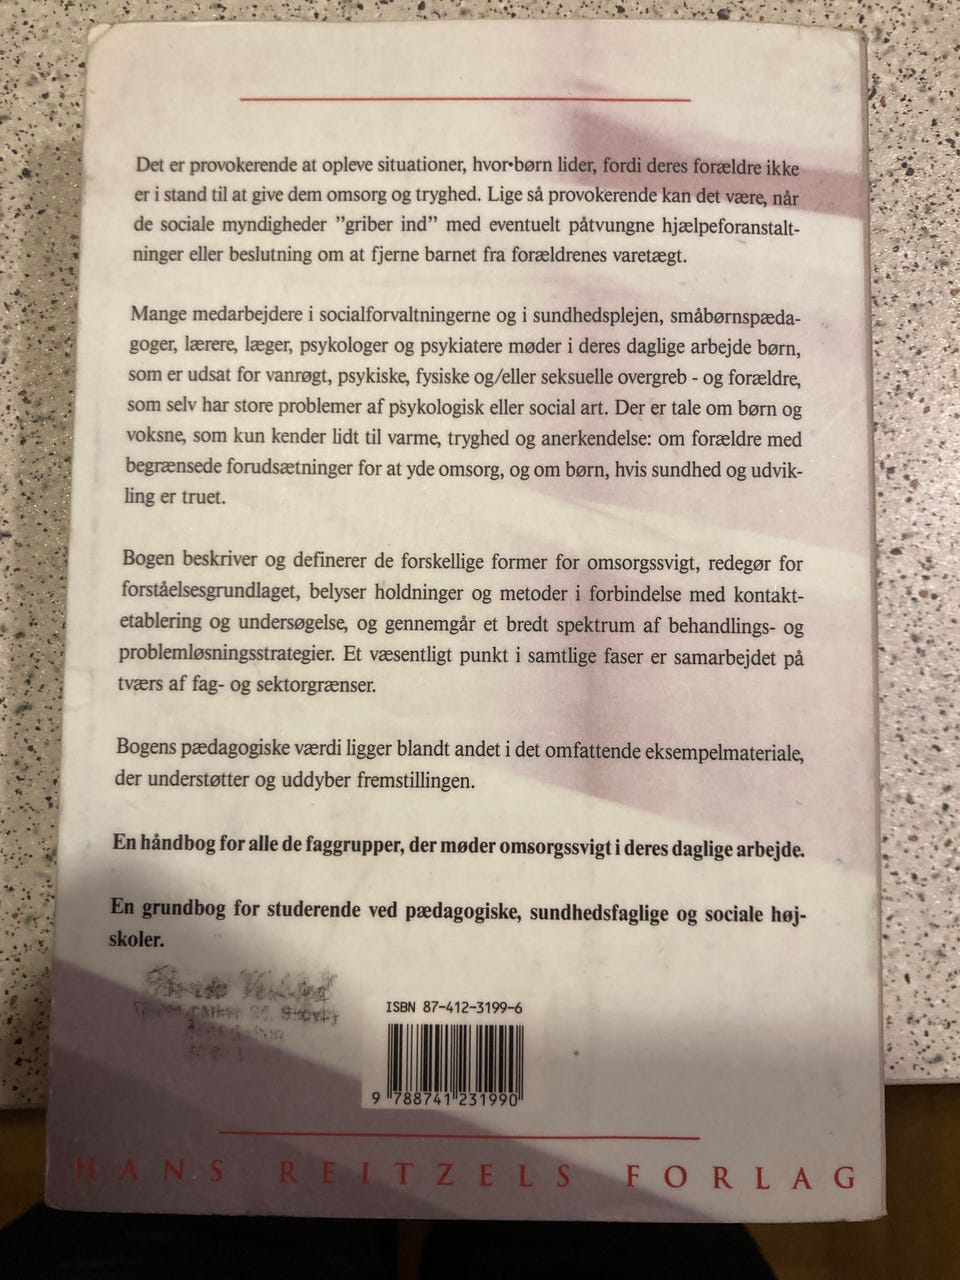 Det er provokerende at opleve situationer, hvor børn lider, fordi deres forældre ikke
er i stand til at give dem omsorg og tryghed. Lige så provokerende kan det være, når
de sociale myndigheder ”griber ind” med eventuelt påtvungne hjælpeforanstalt-
ninger eller beslutning om at fjerne barnet fra forældrenes varetægt.
Mange medarbejdere i socialforvaltningerne og i sundhedsplejen, småbørnspæda-
goger, lærere, læger, psykologer og psykiatere møder i deres daglige arbejde børn,
som er udsat for vanrøgt, psykiske, fysiske og/eller seksuelle overgreb - og forældre,
som selv har store problemer af psykologisk eller social art. Der er tale om børn og
voksne, som kun kender lidt til varme, tryghed og anerkendelse: om forældre med
begrænsede forudsætninger for at yde omsorg, og om børn, hvis sundhed og udvik-
ling er truet.
Bogen beskriver og definerer de forskellige former for omsorgssvigt, redegør for
forståelsesgrundlaget, belyser holdninger og metoder i forbindelse med kontakt-
etablering og undersøgelse, og gennemgår et bredt spektrum af behandlings- og
problemløsningsstrategier. Et væsentligt punkt i samtlige faser er samarbejdet på
tværs af fag- og sektorgrænser.
Bogens pædagogiske værdi ligger blandt andet i det omfattende eksempelmateriale,
der understøtter og uddyber fremstillingen.
En håndbog for alle de faggrupper, der møder omsorgssvigt i deres daglige arbejde.
En grundbog for studerende ved pædagogiske, sundhedsfaglige og sociale høj-
skoler.
ISBN 87-412-3199-6
9 788741 231990
HANS REITZELS FORLAG